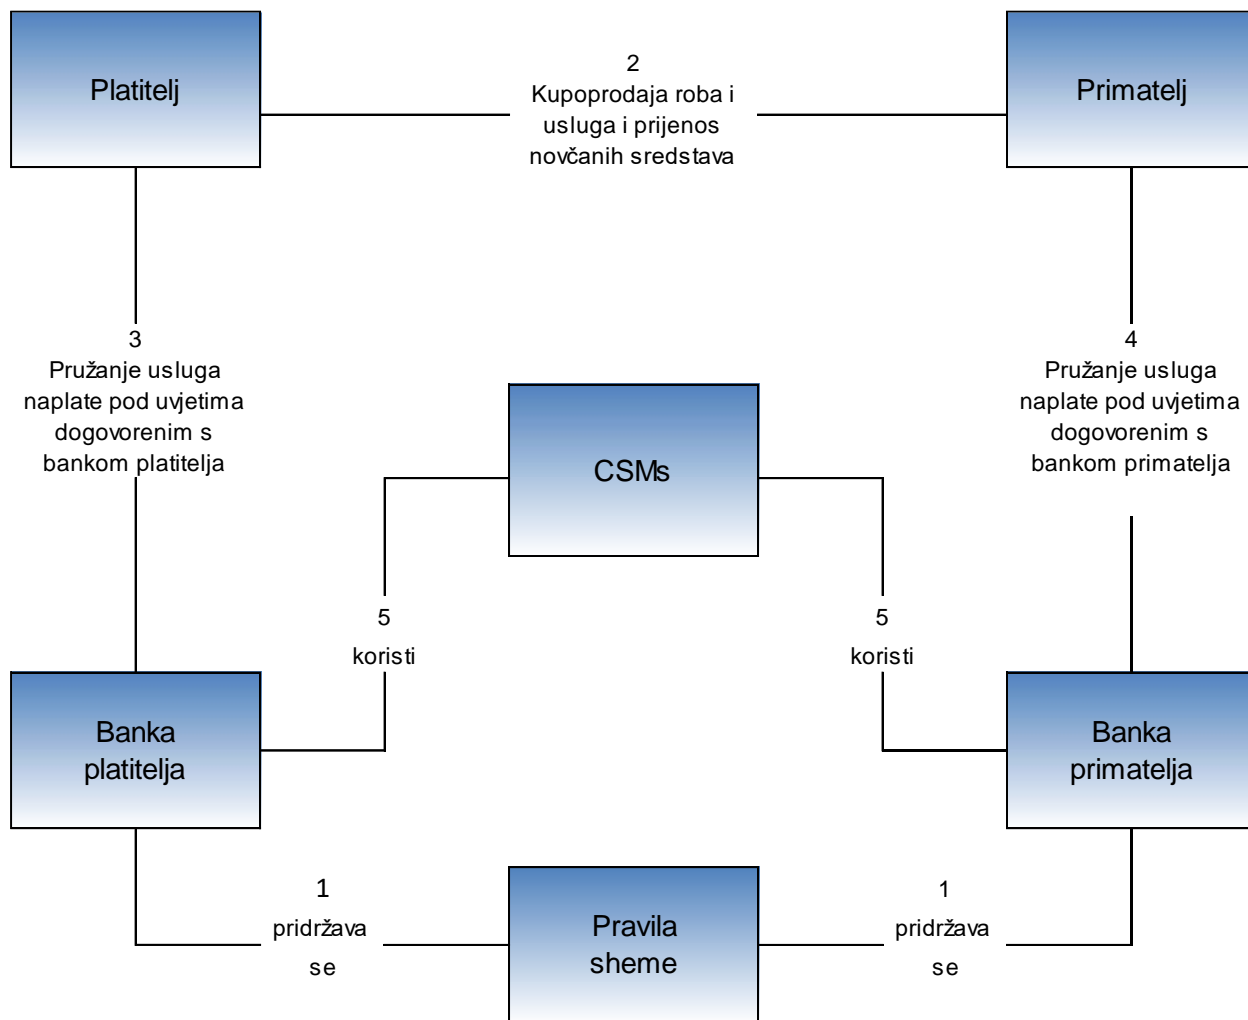 Platitelj
2
Kupoprodaja roba i
usluga i prijenos
novčanih sredstava
Primatelj
3
Pružanje usluga
naplate pod uvjetima
dogovorenim s
bankom platitelja
CSMs
4
Pružanje usluga
naplate pod uvjetima
dogovorenim s
bankom primatelja
5
koristi
5
koristi
Banka
platitelja
Banka
primatelja
1
pridržava
se
Pravila
sheme
1
pridržava
se